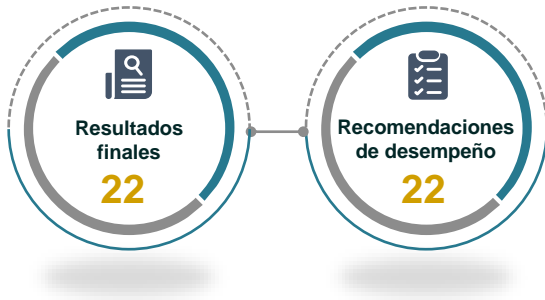 Resultados
finales
22
Recomendaciones
de desempeño
22